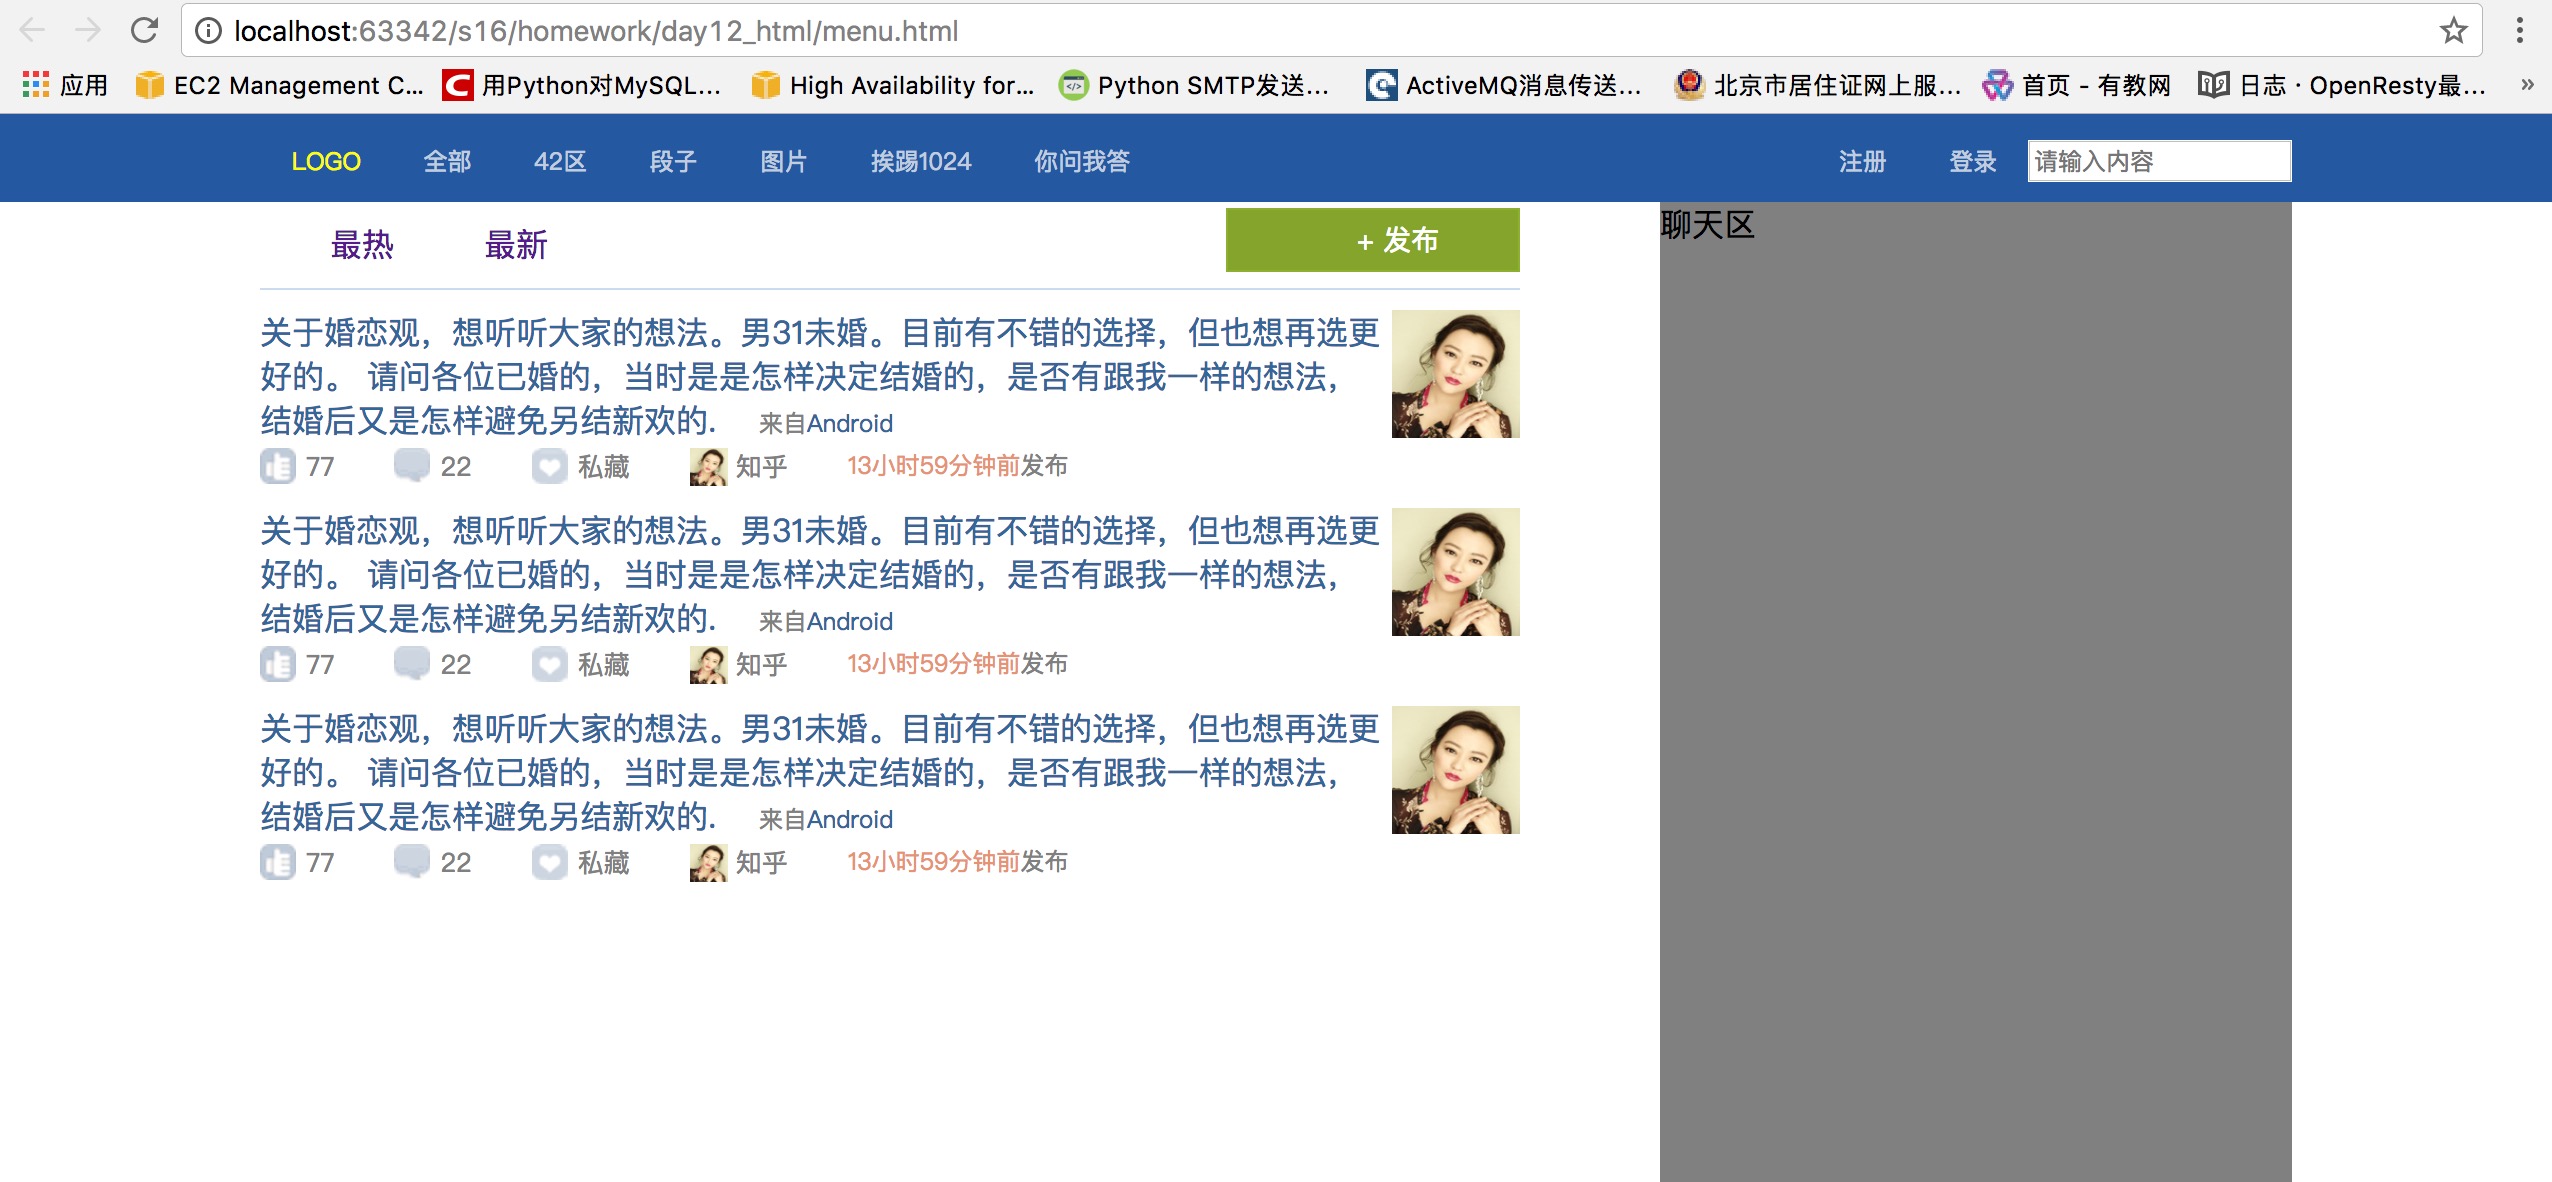 localhost:63342/s16/homework/day12_html/menu.html
应用 EC2 Management C... 用Python对MySQL... High Availability for... Python SMTP发送... ActiveMQ消息传送... 北京市居住证网上服... 首页 - 有教网 日志 · OpenResty最... »
LOGO 全部 42区 段子 图片 挨踢1024 你问我答 注册 登录 请输入内容
最热 最新 + 发布 聊天区
关于婚恋观，想听听大家的想法。男31未婚。目前有不错的选择，但也想再选更
好的。 请问各位已婚的，当时是是怎样决定结婚的，是否有跟我一样的想法，
结婚后又是怎样避免另结新欢的. 来自Android
77 22 私藏 知乎 13小时59分钟前发布
关于婚恋观，想听听大家的想法。男31未婚。目前有不错的选择，但也想再选更
好的。 请问各位已婚的，当时是是怎样决定结婚的，是否有跟我一样的想法，
结婚后又是怎样避免另结新欢的. 来自Android
77 22 私藏 知乎 13小时59分钟前发布
关于婚恋观，想听听大家的想法。男31未婚。目前有不错的选择，但也想再选更
好的。 请问各位已婚的，当时是是怎样决定结婚的，是否有跟我一样的想法，
结婚后又是怎样避免另结新欢的. 来自Android
77 22 私藏 知乎 13小时59分钟前发布